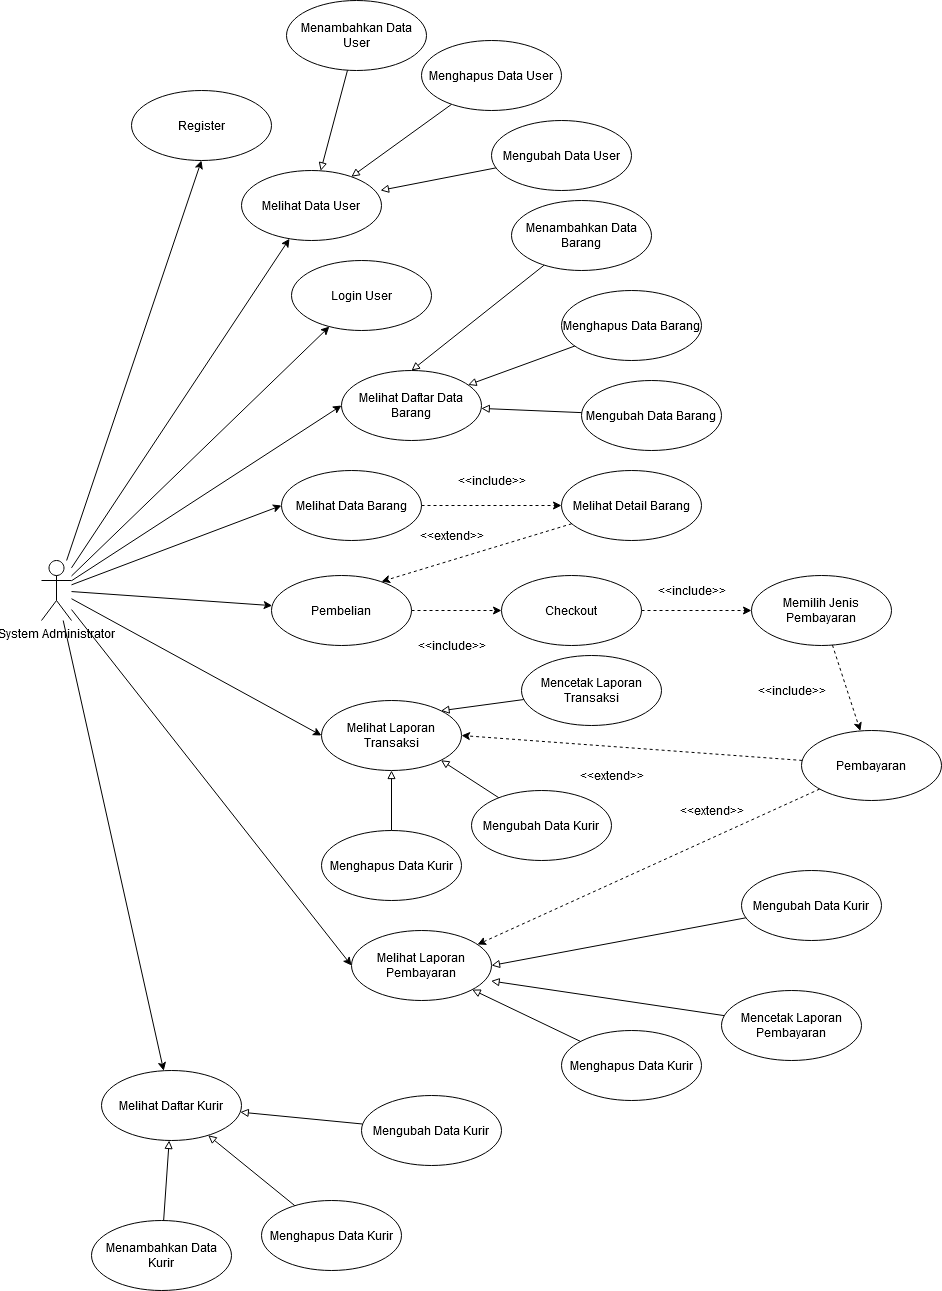 Menambahkan Data
User
Menghapus Data User
Register
Mengubah Data User
Melihat Data User
Menambahkan Data
Barang
Login User
Menghapus Data Barang
Melihat Daftar Data
Barang
Mengubah Data Barang
<<include>>
Melihat Data Barang
Melihat Detail Barang
<<extend>>
<<include>>
Pembelian
Checkout
Memilih Jenis
Pembayaran
System Administrator
<<include>>
Mencetak Laporan
Transaksi
<<include>>
Melihat Laporan
Transaksi
Pembayaran
<<extend>>
<<extend>>
Mengubah Data Kurir
Menghapus Data Kurir
Mengubah Data Kurir
Melihat Laporan
Pembayaran
Mencetak Laporan
Pembayaran
Menghapus Data Kurir
Melihat Daftar Kurir
Mengubah Data Kurir
Menghapus Data Kurir
Menambahkan Data
Kurir